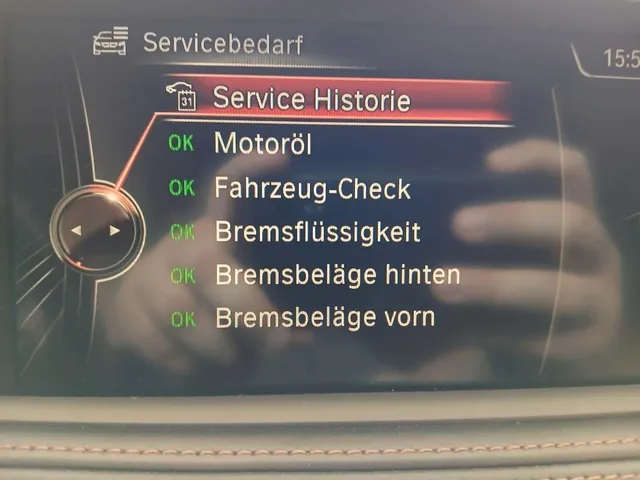 Servicebedarf
15:5
31 Service Historie
OK Motoröl
OK Fahrzeug-Check
OK Bremsflüssigkeit
OK Bremsbeläge hinten
OK Bremsbeläge vorn